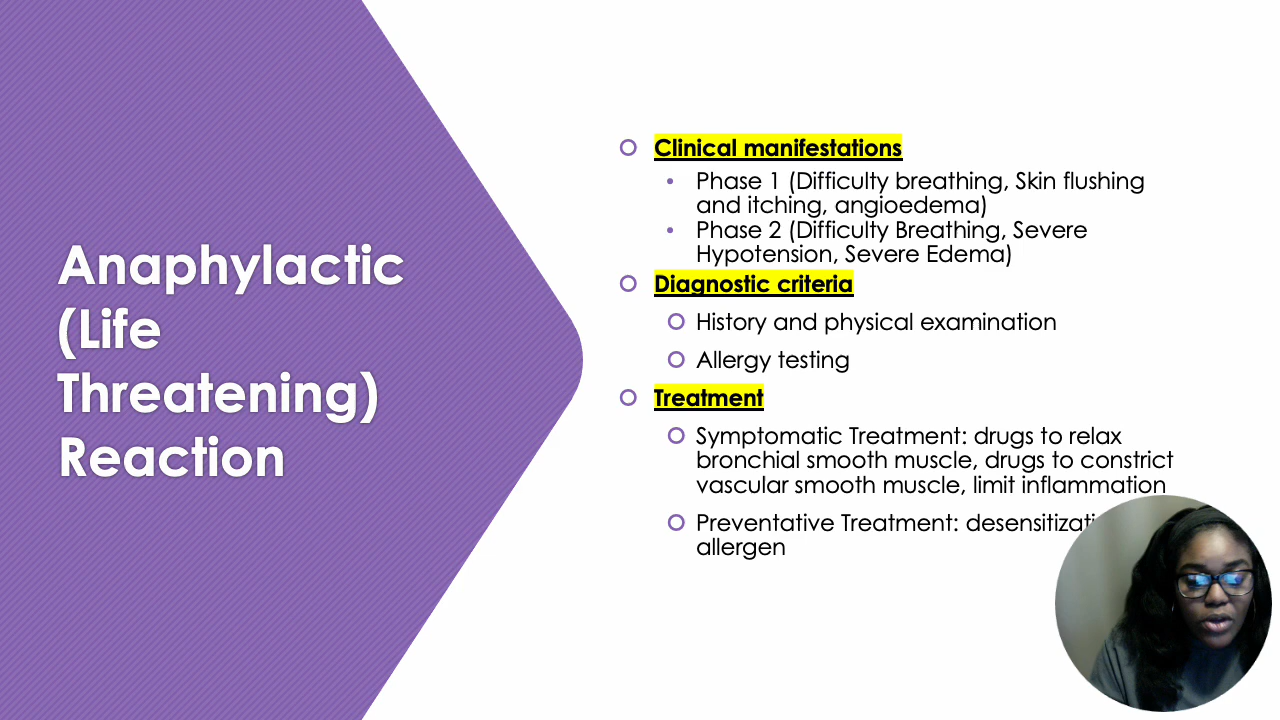 Anaphylactic
(Life
Threatening)
Reaction
Clinical manifestations
Phase 1 (Difficulty breathing, Skin flushing
and itching, angioedema)
Phase 2 (Difficulty Breathing, Severe
Hypotension, Severe Edema)
Diagnostic criteria
History and physical examination
Allergy testing
Treatment
Symptomatic Treatment: drugs to relax
bronchial smooth muscle, drugs to constrict
vascular smooth muscle, limit inflammation
Preventative Treatment:
allergen